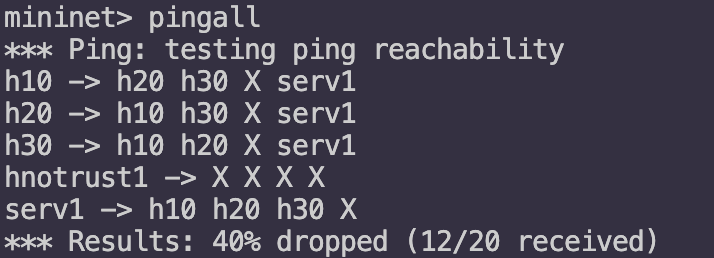 mininet> pingall
*** Ping: testing ping reachability
h10 -> h20 h30 X serv1
h20 -> h10 h30 X serv1
h30 -> h10 h20 X serv1
hnotrust1 -> X X X X
serv1 -> h10 h20 h30 X
*** Results: 40% dropped (12/20 received)